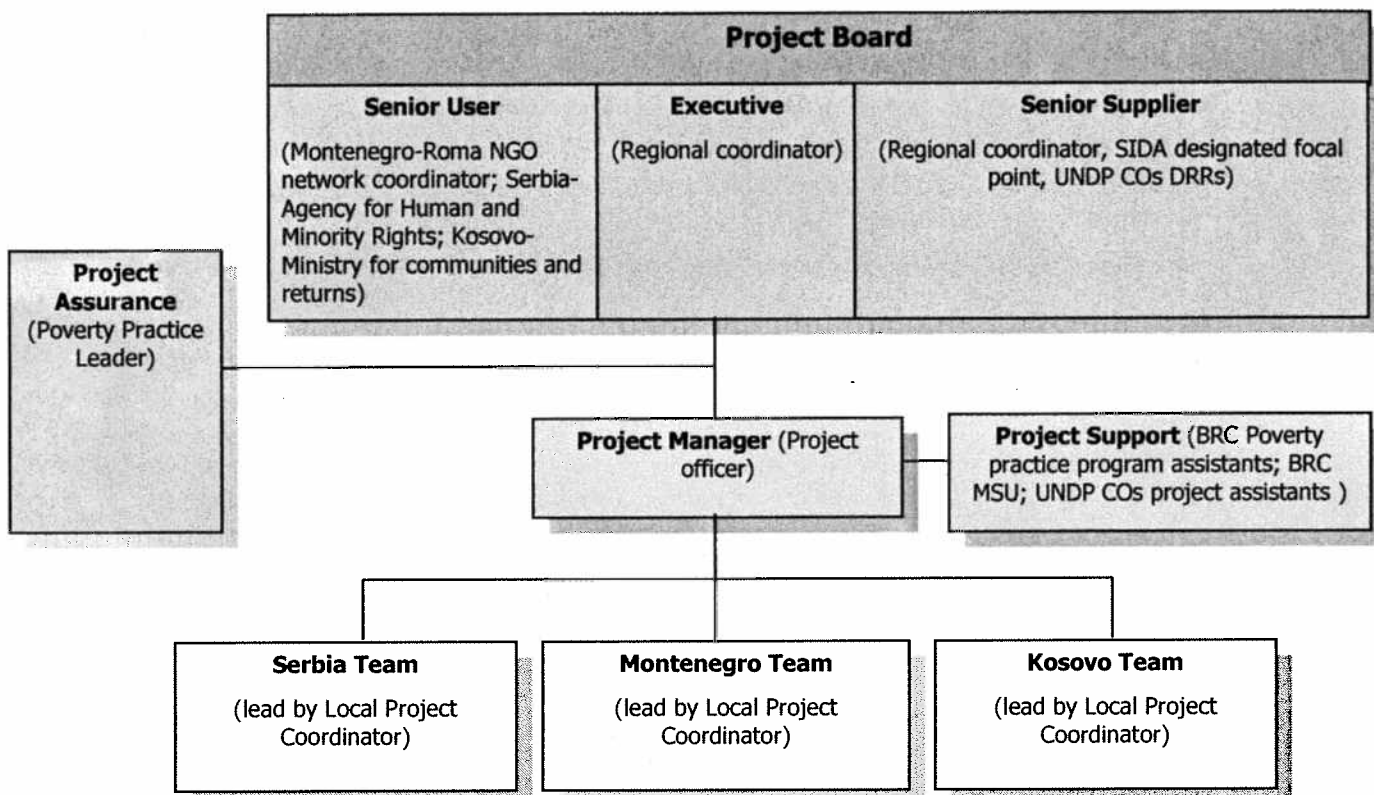 Project Board
Senior User
(Montenegro-Roma NGO
network coordinator; Serbia-
Agency for Human and
Minority Rights; Kosovo-
Ministry for communities and
returns)
Executive
(Regional coordinator)
Senior Supplier
(Regional coordinator, SIDA designated focal
point, UNDP COs DRRs)
Project
Assurance
(Poverty Practice
Leader)
Project Manager (Project
officer)
Project Support (BRC Poverty
practice program assistants; BRC
MSU; UNDP COs project assistants )
Serbia Team
(lead by Local Project
Coordinator)
Montenegro Team
(lead by Local Project
Coordinator)
Kosovo Team
(lead by Local Project
Coordinator)